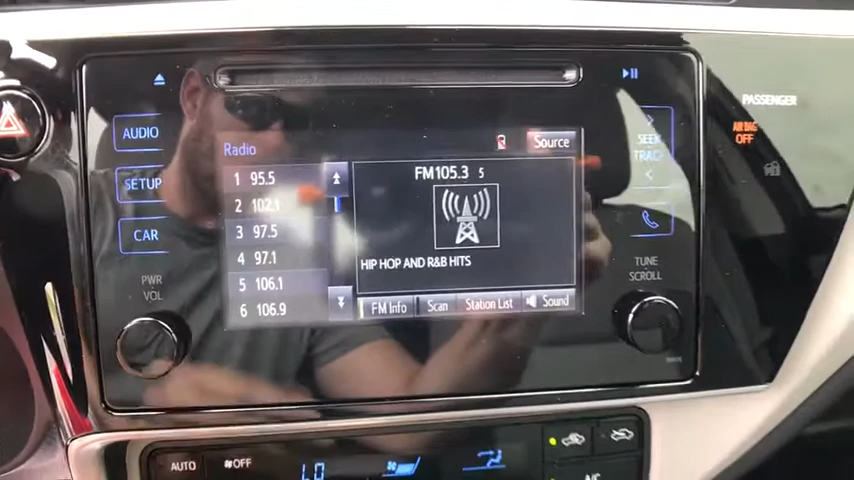 PASSENGER
AIR BAG
OFF
AUDIO
SETUP
CAR
PWR
VOL
Radio
Source
1 95.5
2 102.1
3 97.5
4 97.1
5 106.1
6 106.9
FM105.3 5
HIP HOP AND R&B HITS
FM Info
Scan
Station List
Sound
SEEK
TRACK
TUNE
SCROLL
AUTO
OFF
LO
A/C